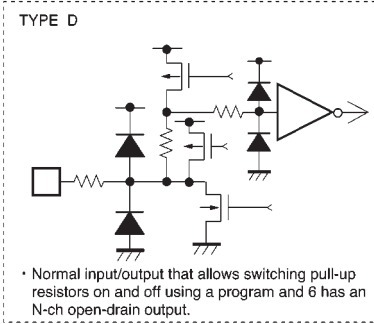 TYPE D
・Normal input/output that allows switching pull-up
resistors on and off using a program and 6 has an
N-ch open-drain output.